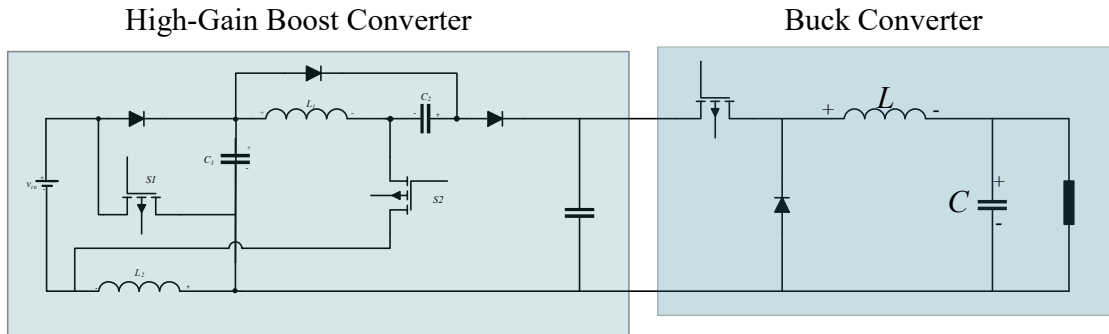 High-Gain Boost Converter
Buck Converter
L₁
C₂
+ -
- +
+ L -
C₁
+
-
S1
vᵢₙ
+
-
S2
C
+
-
L₂
- +